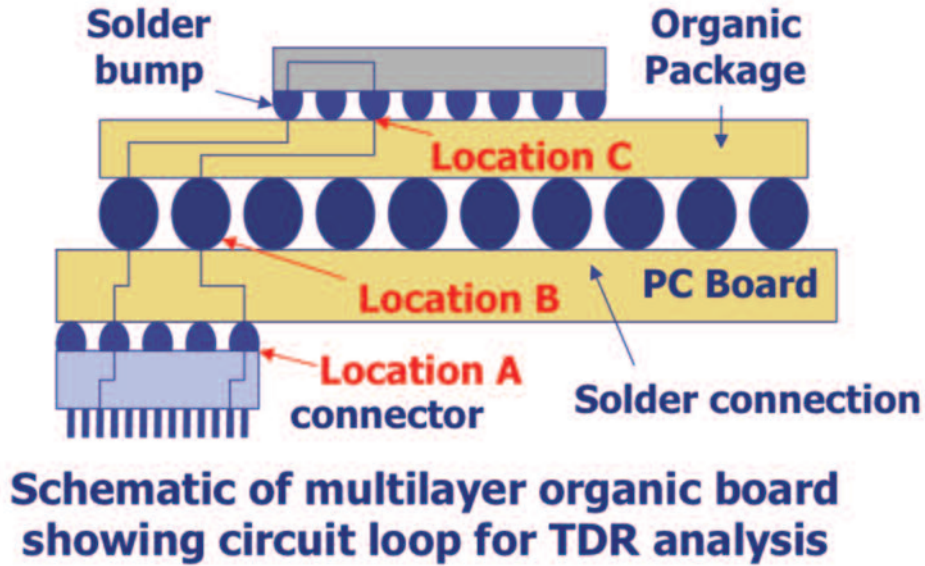 Solder
bump
Organic
Package
Location C
PC Board
Location B
Location A
connector
Solder connection
Schematic of multilayer organic board
showing circuit loop for TDR analysis